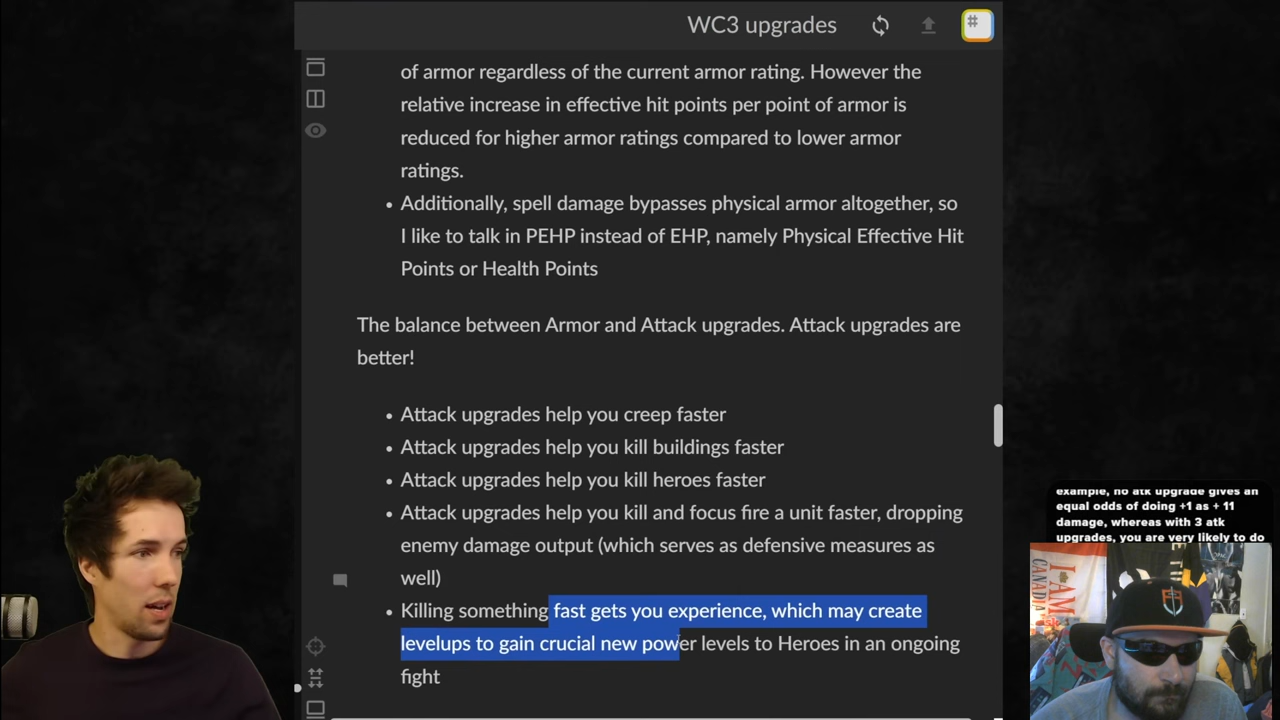 WC3 upgrades
of armor regardless of the current armor rating. However the
relative increase in effective hit points per point of armor is
reduced for higher armor ratings compared to lower armor
ratings.
• Additionally, spell damage bypasses physical armor altogether, so
I like to talk in PEHP instead of EHP, namely Physical Effective Hit
Points or Health Points
The balance between Armor and Attack upgrades. Attack upgrades are
better!
• Attack upgrades help you creep faster
• Attack upgrades help you kill buildings faster
• Attack upgrades help you kill heroes faster
• Attack upgrades help you kill and focus fire a unit faster, dropping
enemy damage output (which serves as defensive measures as
well)
• Killing something fast gets you experience, which may create
levelups to gain crucial new power levels to Heroes in an ongoing
fight
example, no atk upgrade gives an
equal odds of doing +1 as + 11
damage, whereas with 3 atk
upgrades, you are very likely to do
I AM
CANADIAN